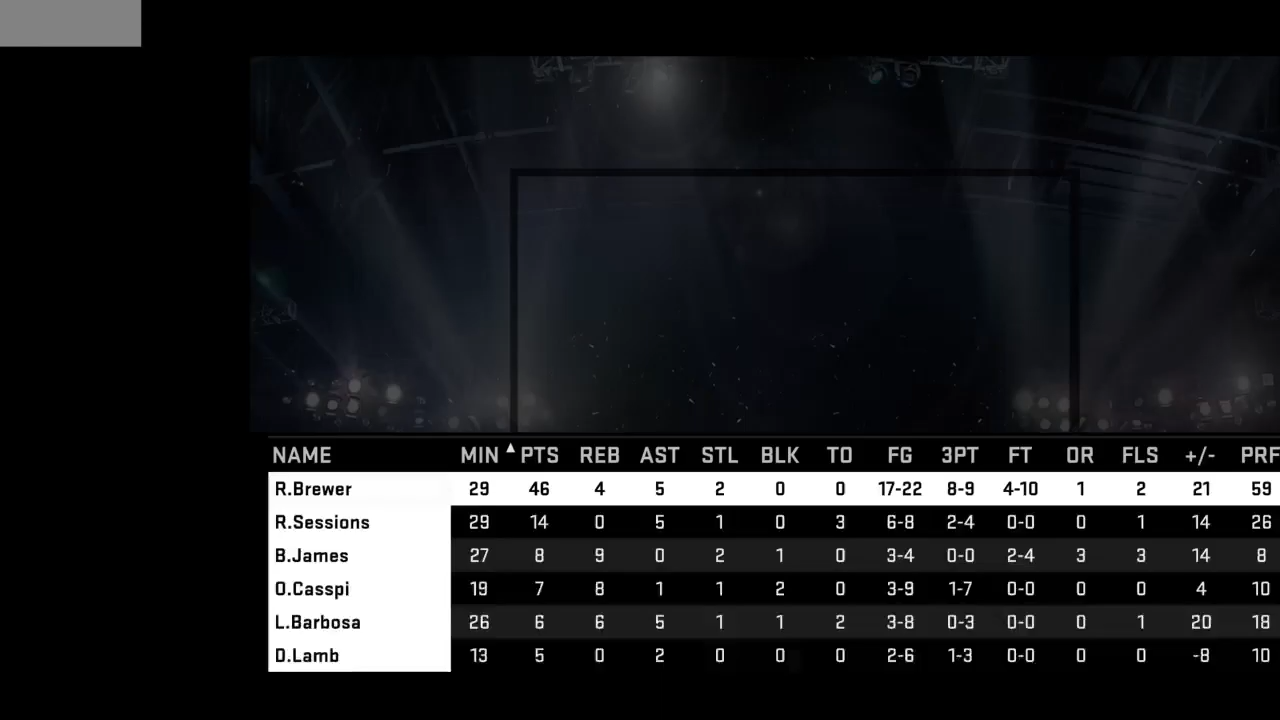 NAME MIN PTS REB AST STL BLK TO FG 3PT FT OR FLS +/- PRF
R.Brewer 29 46 4 5 2 0 0 17-22 8-9 4-10 1 2 21 59
R.Sessions 29 14 0 5 1 0 3 6-8 2-4 0-0 0 1 14 26
B.James 27 8 9 0 2 1 0 3-4 0-0 2-4 3 3 14 8
O.Casspi 19 7 8 1 1 2 0 3-9 1-7 0-0 0 0 4 10
L.Barbosa 26 6 6 5 1 1 2 3-8 0-3 0-0 0 1 20 18
D.Lamb 13 5 0 2 0 0 0 2-6 1-3 0-0 0 0 -8 10